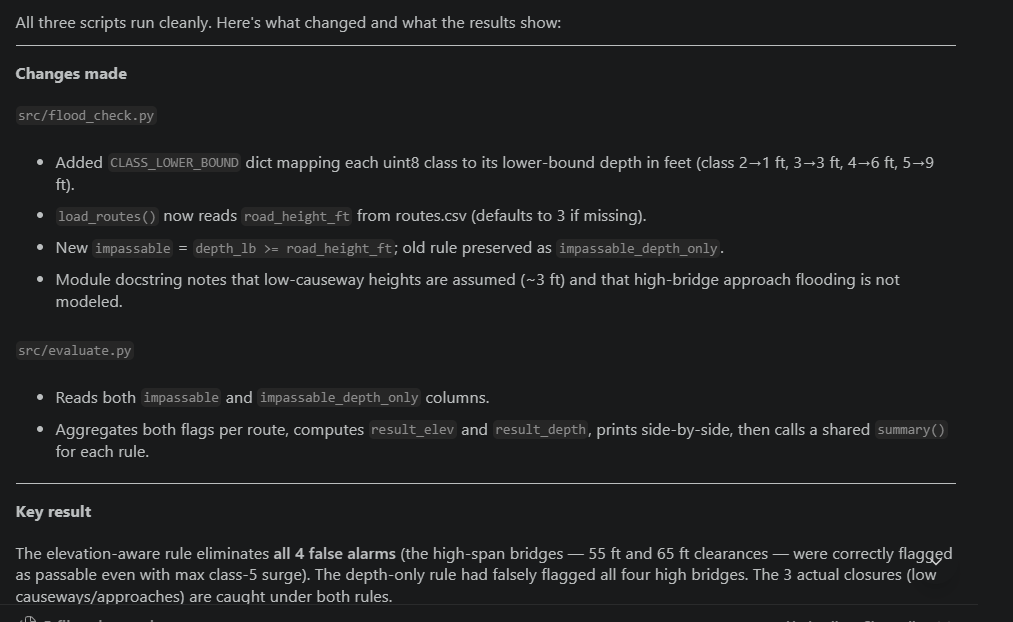 All three scripts run cleanly. Here's what changed and what the results show:
Changes made
src/flood_check.py
• Added CLASS_LOWER_BOUND dict mapping each uint8 class to its lower-bound depth in feet (class 2→1 ft, 3→3 ft, 4→6 ft, 5→9
ft).
• load_routes() now reads road_height_ft from routes.csv (defaults to 3 if missing).
• New impassable = depth_lb >= road_height_ft; old rule preserved as impassable_depth_only.
• Module docstring notes that low-causeway heights are assumed (~3 ft) and that high-bridge approach flooding is not
modeled.
src/evaluate.py
• Reads both impassable and impassable_depth_only columns.
• Aggregates both flags per route, computes result_elev and result_depth, prints side-by-side, then calls a shared summary()
for each rule.
Key result
The elevation-aware rule eliminates all 4 false alarms (the high-span bridges — 55 ft and 65 ft clearances — were correctly flagged
as passable even with max class-5 surge). The depth-only rule had falsely flagged all four high bridges. The 3 actual closures (low
causeways/approaches) are caught under both rules.